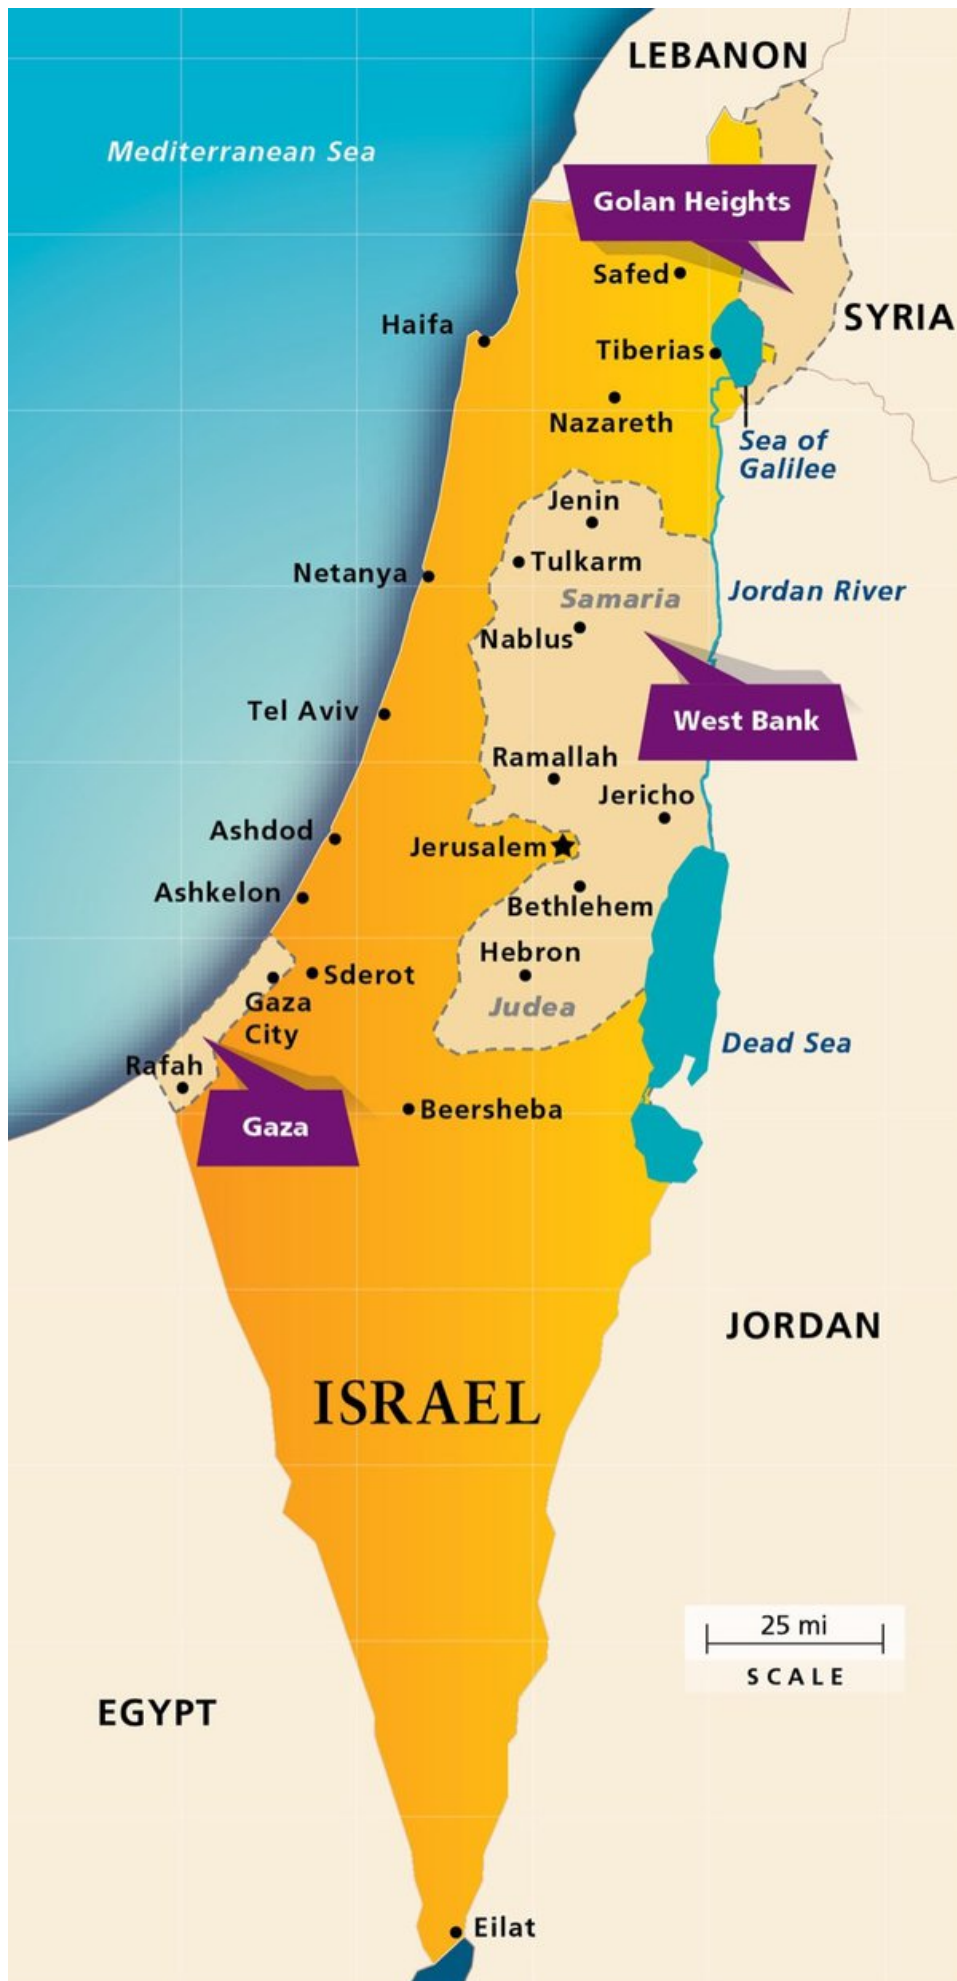 LEBANON
Mediterranean Sea
Golan Heights
Safed
SYRIA
Haifa
Tiberias
Nazareth
Sea of
Galilee
Jenin
Tulkarm
Netanya
Samaria
Jordan River
Nablus
Tel Aviv
West Bank
Ramallah
Jericho
Ashdod
Jerusalem
Ashkelon
Bethlehem
Hebron
Sderot
Gaza
City
Judea
Dead Sea
Rafah
Beersheba
Gaza
JORDAN
ISRAEL
25 mi
SCALE
EGYPT
Eilat